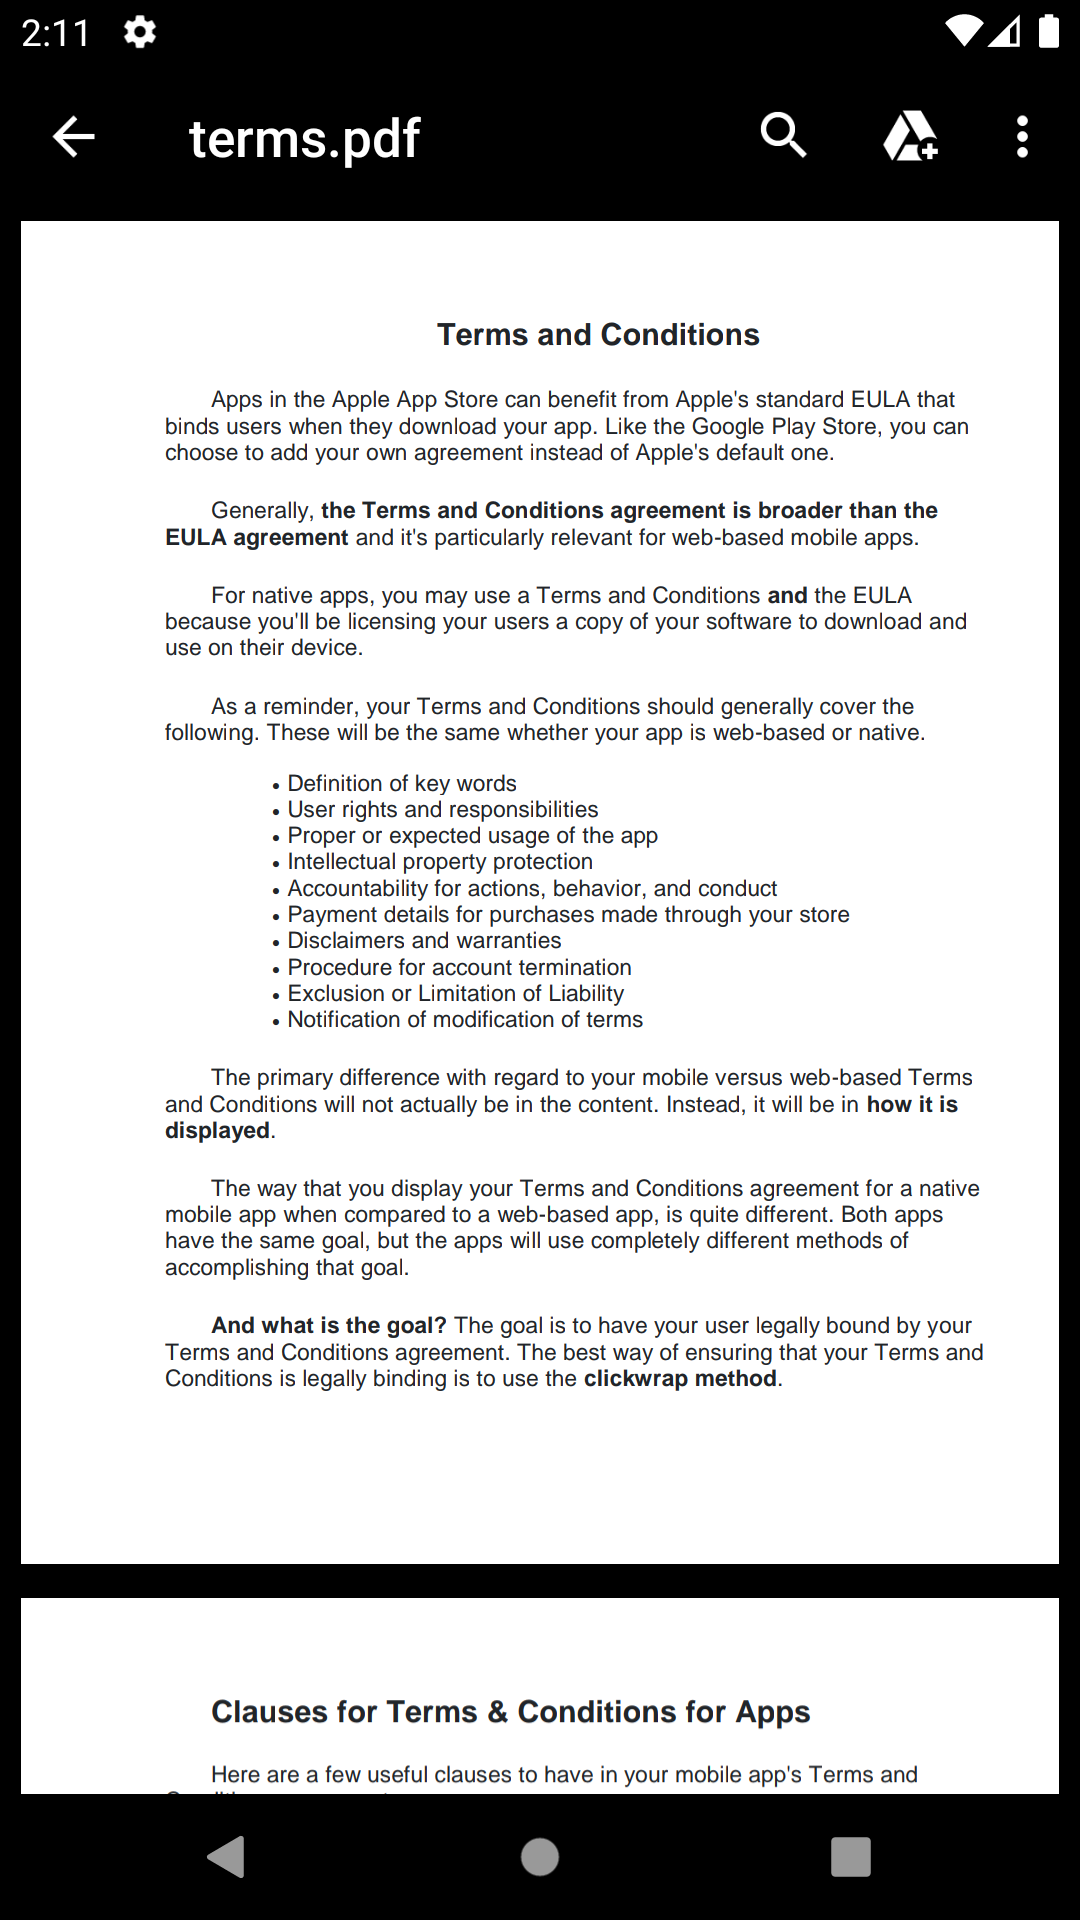 2:11
terms.pdf
Terms and Conditions
Apps in the Apple App Store can benefit from Apple's standard EULA that
binds users when they download your app. Like the Google Play Store, you can
choose to add your own agreement instead of Apple's default one.
Generally, the Terms and Conditions agreement is broader than the
EULA agreement and it's particularly relevant for web-based mobile apps.
For native apps, you may use a Terms and Conditions and the EULA
because you'll be licensing your users a copy of your software to download and
use on their device.
As a reminder, your Terms and Conditions should generally cover the
following. These will be the same whether your app is web-based or native.
• Definition of key words
• User rights and responsibilities
• Proper or expected usage of the app
• Intellectual property protection
• Accountability for actions, behavior, and conduct
• Payment details for purchases made through your store
• Disclaimers and warranties
• Procedure for account termination
• Exclusion or Limitation of Liability
• Notification of modification of terms
The primary difference with regard to your mobile versus web-based Terms
and Conditions will not actually be in the content. Instead, it will be in how it is
displayed.
The way that you display your Terms and Conditions agreement for a native
mobile app when compared to a web-based app, is quite different. Both apps
have the same goal, but the apps will use completely different methods of
accomplishing that goal.
And what is the goal? The goal is to have your user legally bound by your
Terms and Conditions agreement. The best way of ensuring that your Terms and
Conditions is legally binding is to use the clickwrap method.
Clauses for Terms & Conditions for Apps
Here are a few useful clauses to have in your mobile app's Terms and